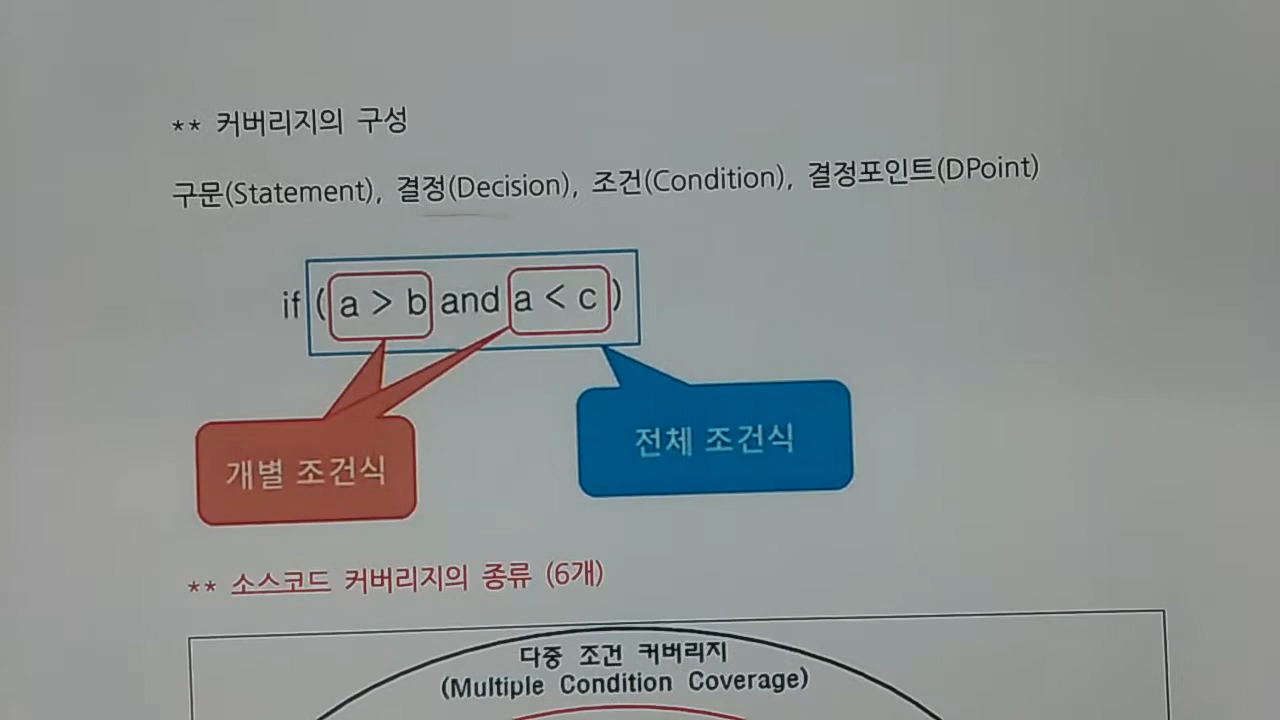 ** 커버리지의 구성
구문(Statement), 결정(Decision), 조건(Condition), 결정포인트(DPoint)
if (a > b and a < c)
개별 조건식
전체 조건식
** 소스코드 커버리지의 종류 (6개)
다중 조건 커버리지
(Multiple Condition Coverage)